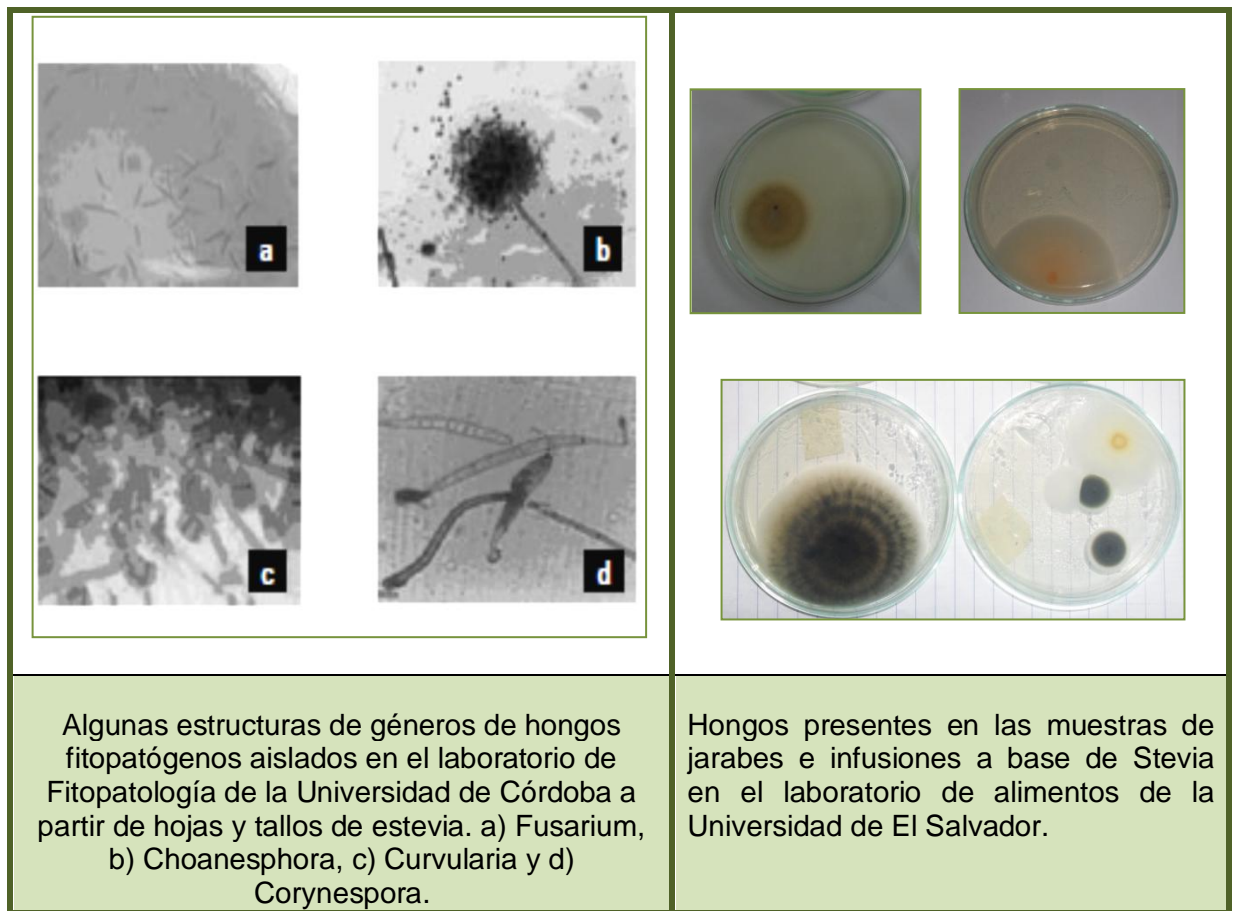 a
b
c
d
Algunas estructuras de géneros de hongos
fitopatógenos aislados en el laboratorio de
Fitopatología de la Universidad de Córdoba a
partir de hojas y tallos de estevia. a) Fusarium,
b) Choanesphora, c) Curvularia y d)
Corynespora.
Hongos presentes en las muestras de
jarabes e infusiones a base de Stevia
en el laboratorio de alimentos de la
Universidad de El Salvador.